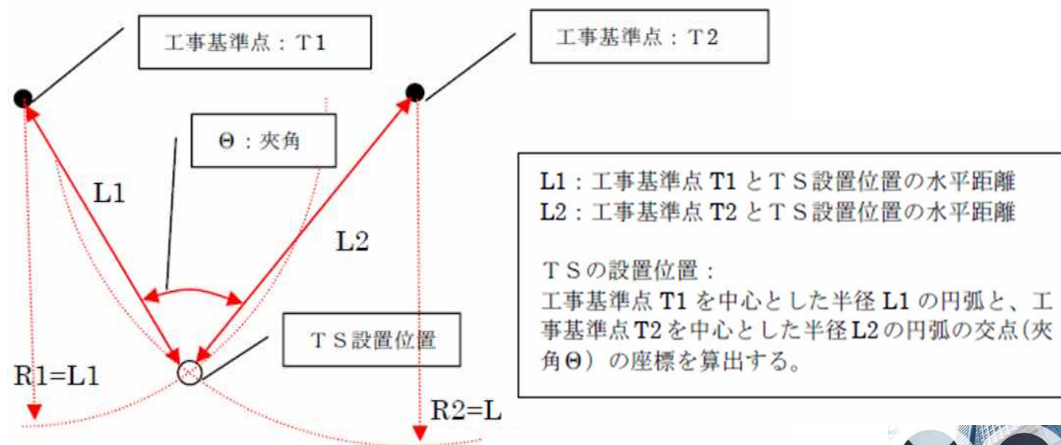 工事基準点：T1
工事基準点：T2
Θ：夾角
L1
L2
TS設置位置
R1=L1
R2=L
L1：工事基準点 T1 とTS設置位置の水平距離
L2：工事基準点 T2 とTS設置位置の水平距離
TSの設置位置：
工事基準点 T1 を中心とした半径 L1 の円弧と、工
事基準点 T2 を中心とした半径 L2 の円弧の交点(夾
角Θ）の座標を算出する。